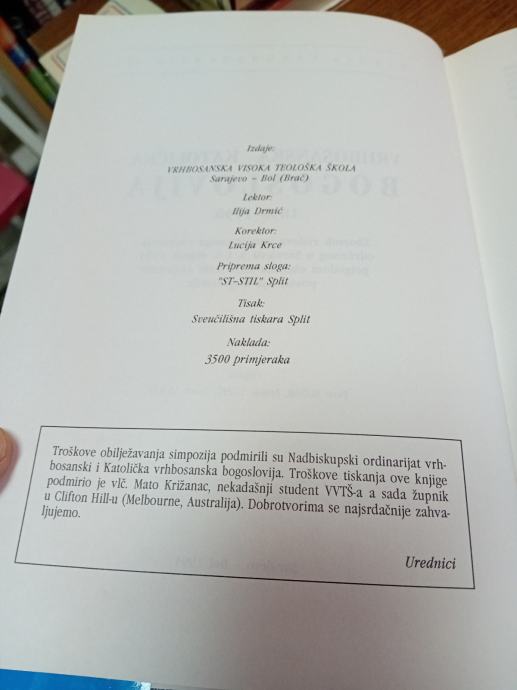 Izdaje:
VRHBOSANSKA VISOKA TEOLOŠKA ŠKOLA
Sarajevo – Bol (Brač)
Lektor:
Ilija Drmić
Korektor:
Lucija Krce
Priprema sloga:
"ST–STIL" Split
Tisak:
Sveučilišna tiskara Split
Naklada:
3500 primjeraka
Troškove obilježavanja simpozija podmirili su Nadbiskupski ordinarijat vrh-
bosanski i Katolička vrhbosanska bogoslovija. Troškove tiskanja ove knjige
podmirio je vlč. Mato Križanac, nekadašnji student VVTŠ-a a sada župnik
u Clifton Hill-u (Melbourne, Australija). Dobrotvorima se najsrdačnije zahva-
ljujemo.
Urednici